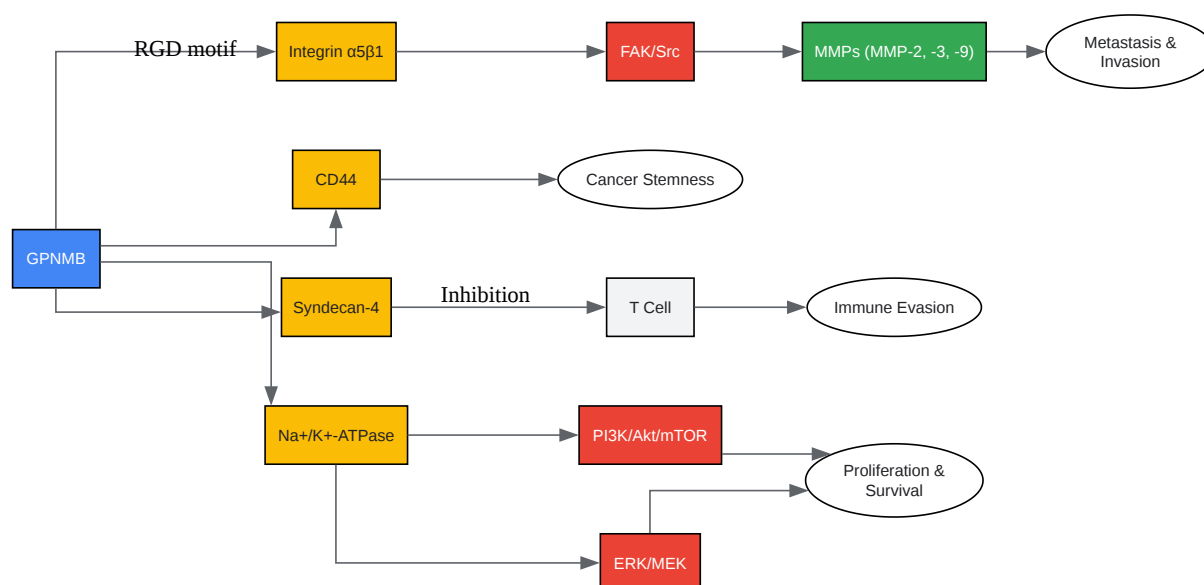 RGD motif
Integrin α5β1
FAK/Src
MMPs (MMP-2, -3, -9)
Metastasis &
Invasion
CD44
Cancer Stemness
GPNMB
Syndecan-4
Inhibition
T Cell
Immune Evasion
Na+/K+-ATPase
PI3K/Akt/mTOR
Proliferation &
Survival
ERK/MEK